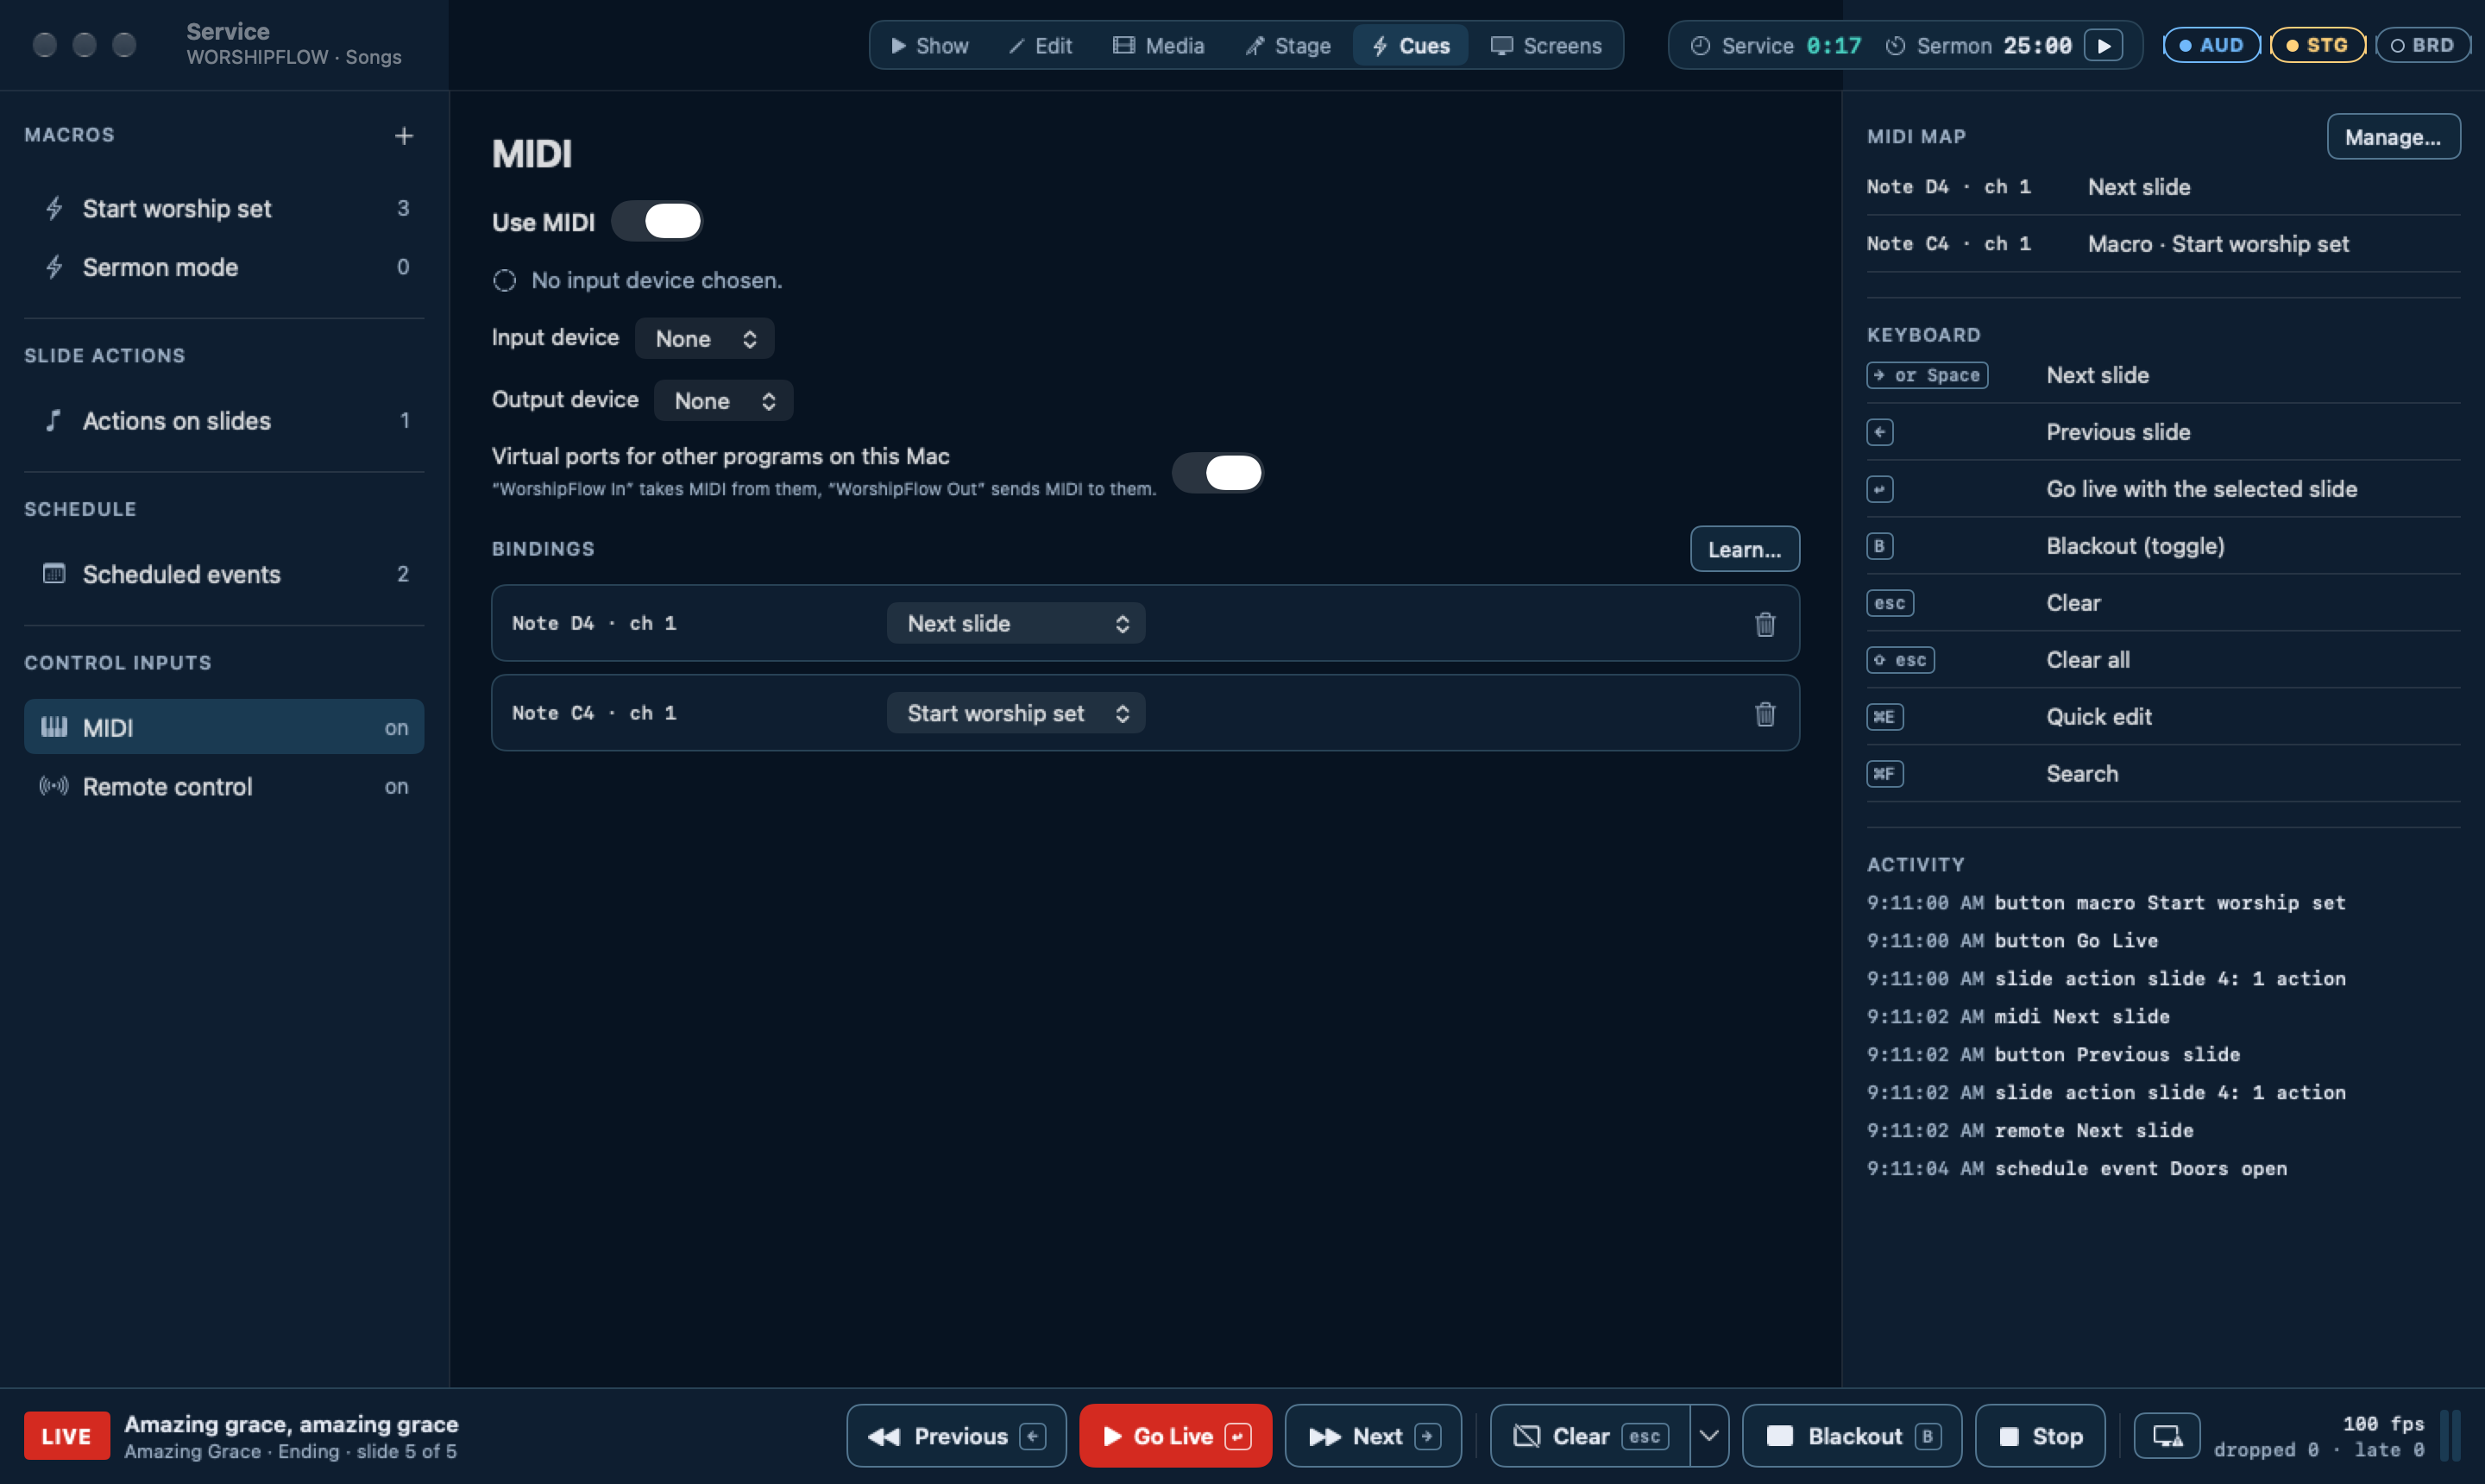 Service
WORSHIPFLOW · Songs
Show
Edit
Media
Stage
Cues
Screens
Service 0:17
Sermon 25:00
AUD
STG
BRD
MACROS
Start worship set 3
Sermon mode 0
SLIDE ACTIONS
Actions on slides 1
SCHEDULE
Scheduled events 2
CONTROL INPUTS
MIDI on
Remote control on
MIDI
Use MIDI
No input device chosen.
Input device None
Output device None
Virtual ports for other programs on this Mac
“WorshipFlow In” takes MIDI from them, “WorshipFlow Out” sends MIDI to them.
BINDINGS
Learn...
Note D4 · ch 1 Next slide
Note C4 · ch 1 Start worship set
MIDI MAP
Manage...
Note D4 · ch 1 Next slide
Note C4 · ch 1 Macro · Start worship set
KEYBOARD
→ or Space Next slide
← Previous slide
↩ Go live with the selected slide
B Blackout (toggle)
esc Clear
⇧ esc Clear all
⌘E Quick edit
⌘F Search
ACTIVITY
9:11:00 AM button macro Start worship set
9:11:00 AM button Go Live
9:11:00 AM slide action slide 4: 1 action
9:11:02 AM midi Next slide
9:11:02 AM button Previous slide
9:11:02 AM slide action slide 4: 1 action
9:11:02 AM remote Next slide
9:11:04 AM schedule event Doors open
LIVE
Amazing grace, amazing grace
Amazing Grace · Ending · slide 5 of 5
Previous ←
Go Live ↩
Next →
Clear esc
Blackout B
Stop
100 fps
dropped 0 · late 0